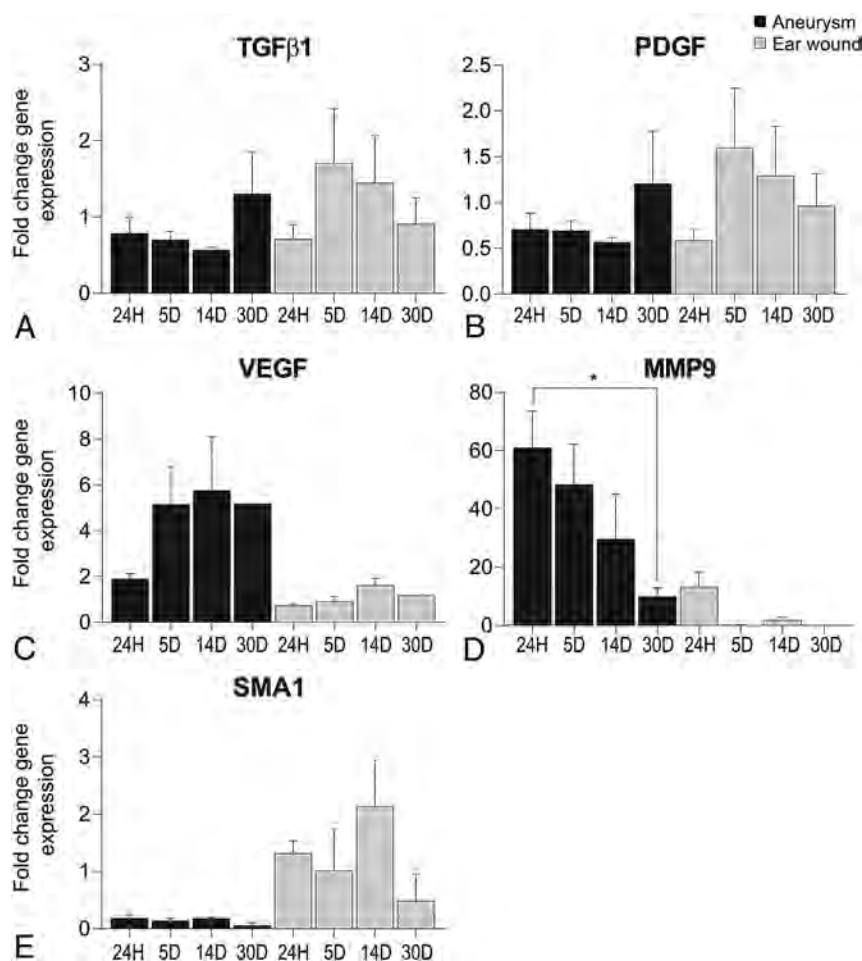 Aneurysm
Ear wound
TGFβ1
Fold change gene
expression
3
2
1
0
24H 5D 14D 30D 24H 5D 14D 30D
A
PDGF
2.5
2.0
1.5
1.0
0.5
0.0
24H 5D 14D 30D 24H 5D 14D 30D
B
VEGF
Fold change gene
expression
10
8
6
4
2
0
24H 5D 14D 30D 24H 5D 14D 30D
C
MMP9
*
80
60
40
20
0
24H 5D 14D 30D 24H 5D 14D 30D
D
SMA1
Fold change gene
expression
4
3
2
1
0
24H 5D 14D 30D 24H 5D 14D 30D
E